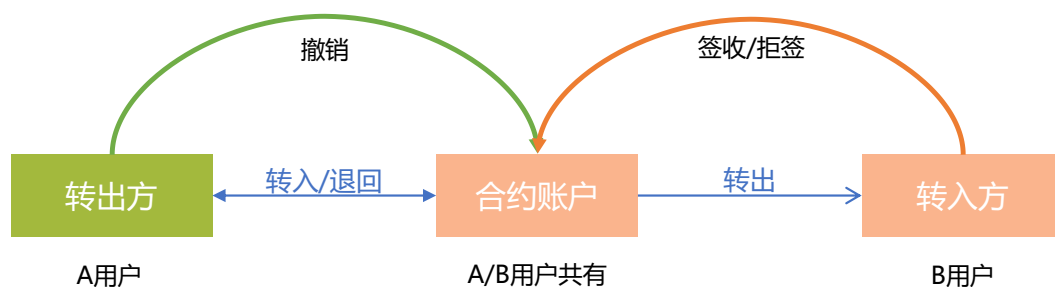 撤销
签收/拒签
转出方
转入/退回
合约账户
转出
转入方
A用户
A/B用户共有
B用户